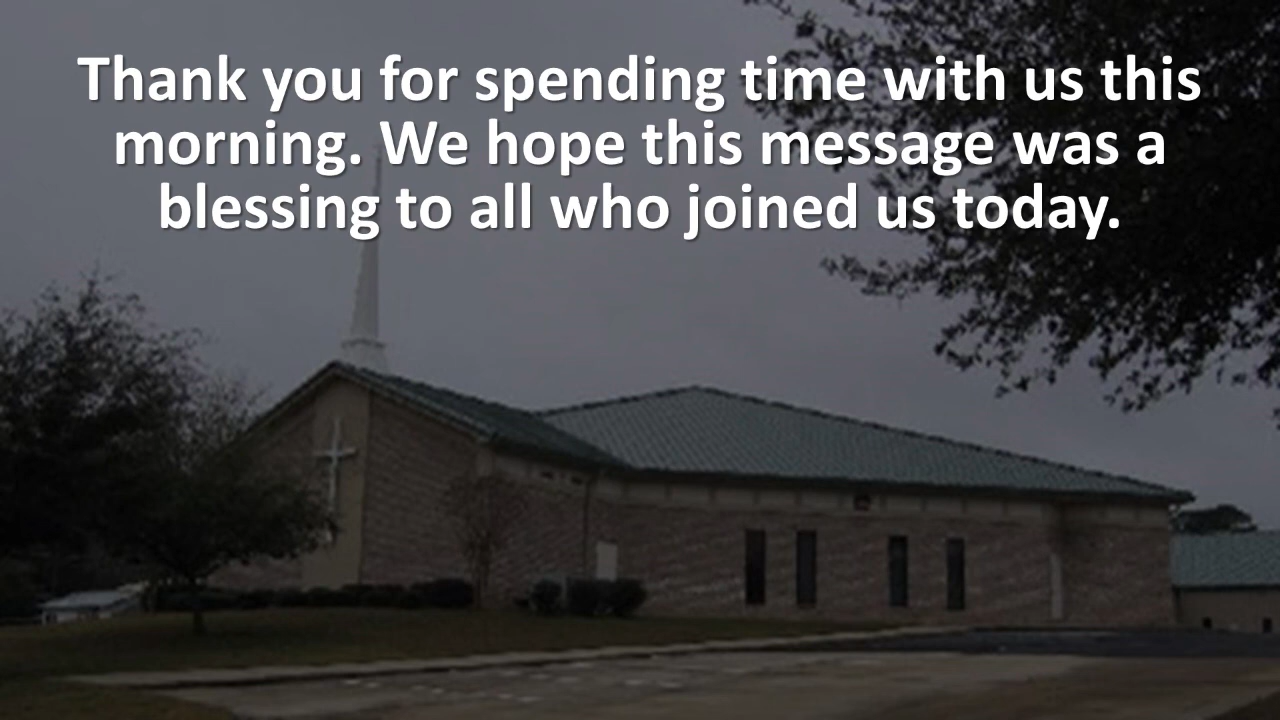 Thank you for spending time with us this
morning. We hope this message was a
blessing to all who joined us today.